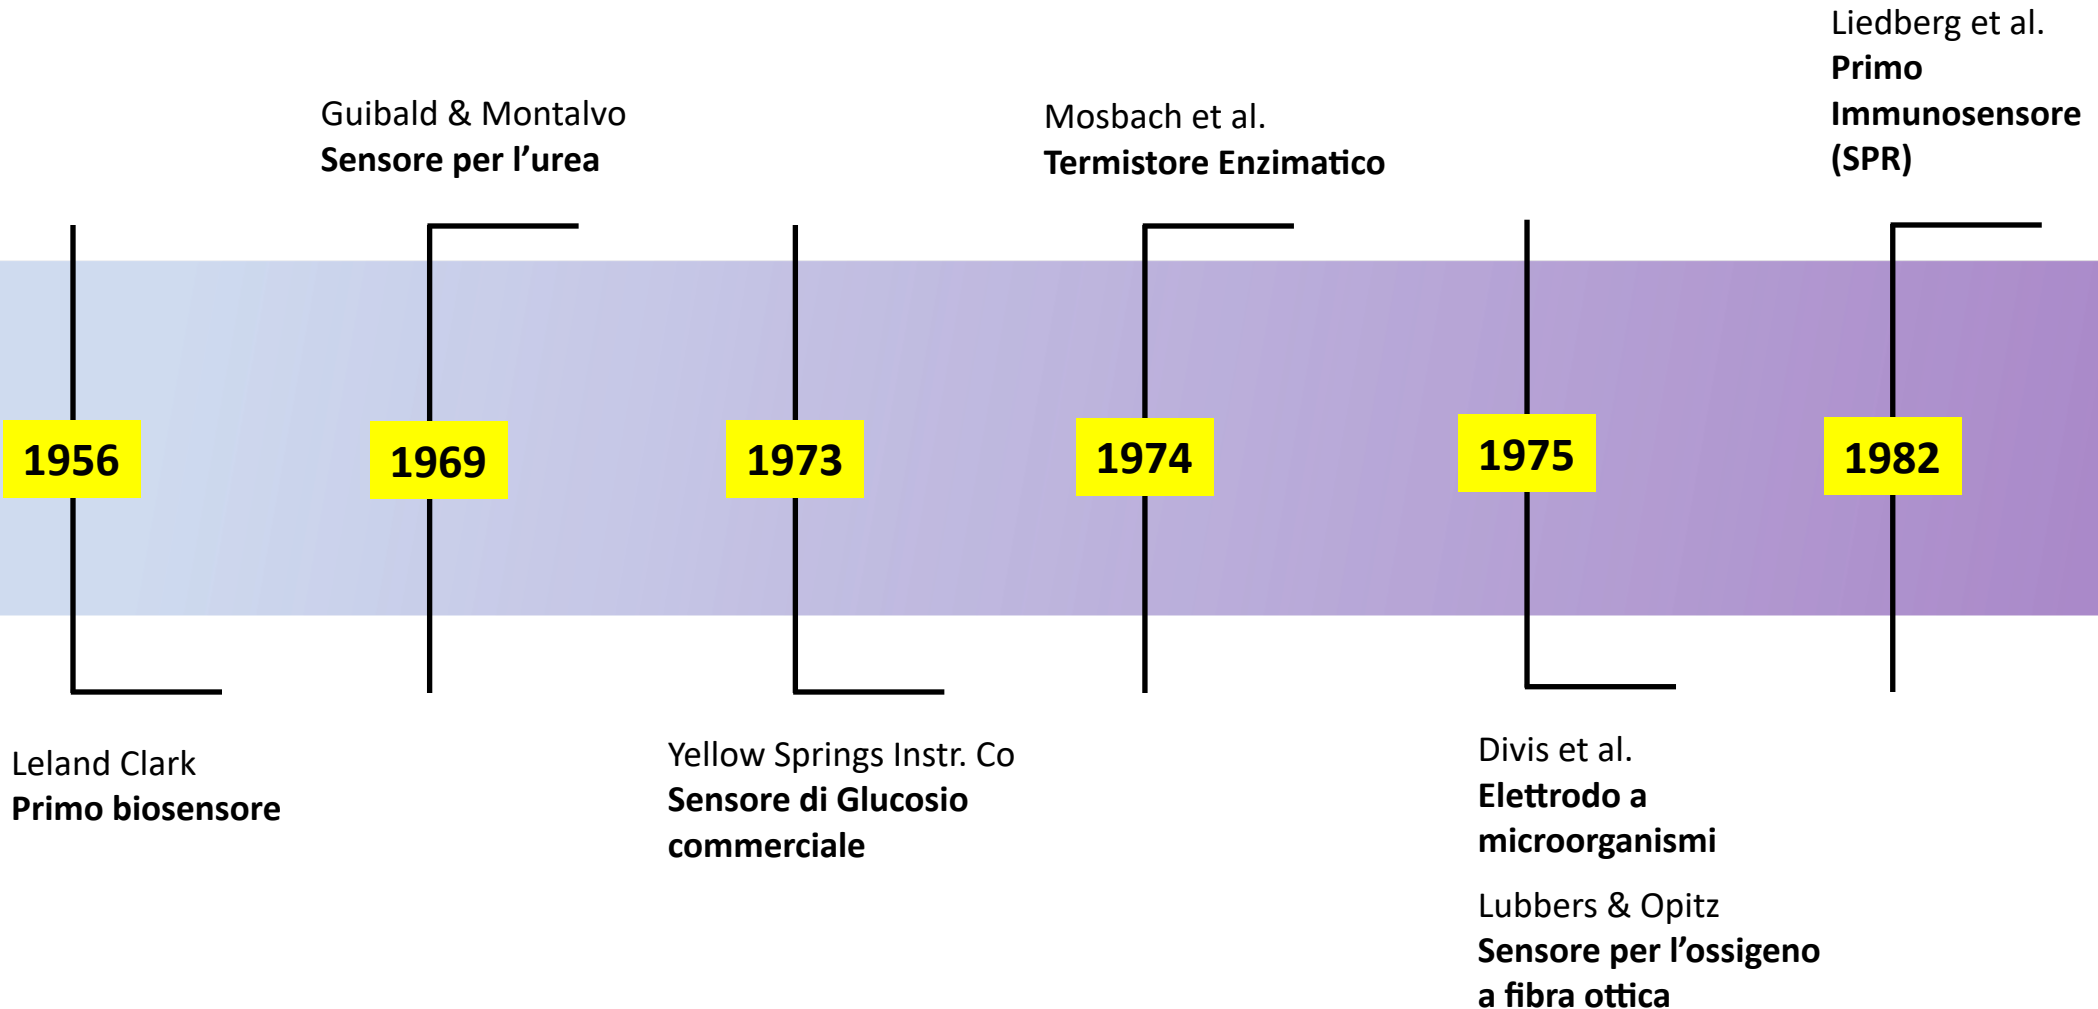 Liedberg et al.
Primo
Immunosensore
(SPR)
Guibald & Montalvo
Sensore per l’urea
Mosbach et al.
Termistore Enzimatico
1956
1969
1973
1974
1975
1982
Leland Clark
Primo biosensore
Yellow Springs Instr. Co
Sensore di Glucosio
commerciale
Divis et al.
Elettrodo a
microorganismi
Lubbers & Opitz
Sensore per l’ossigeno
a fibra ottica